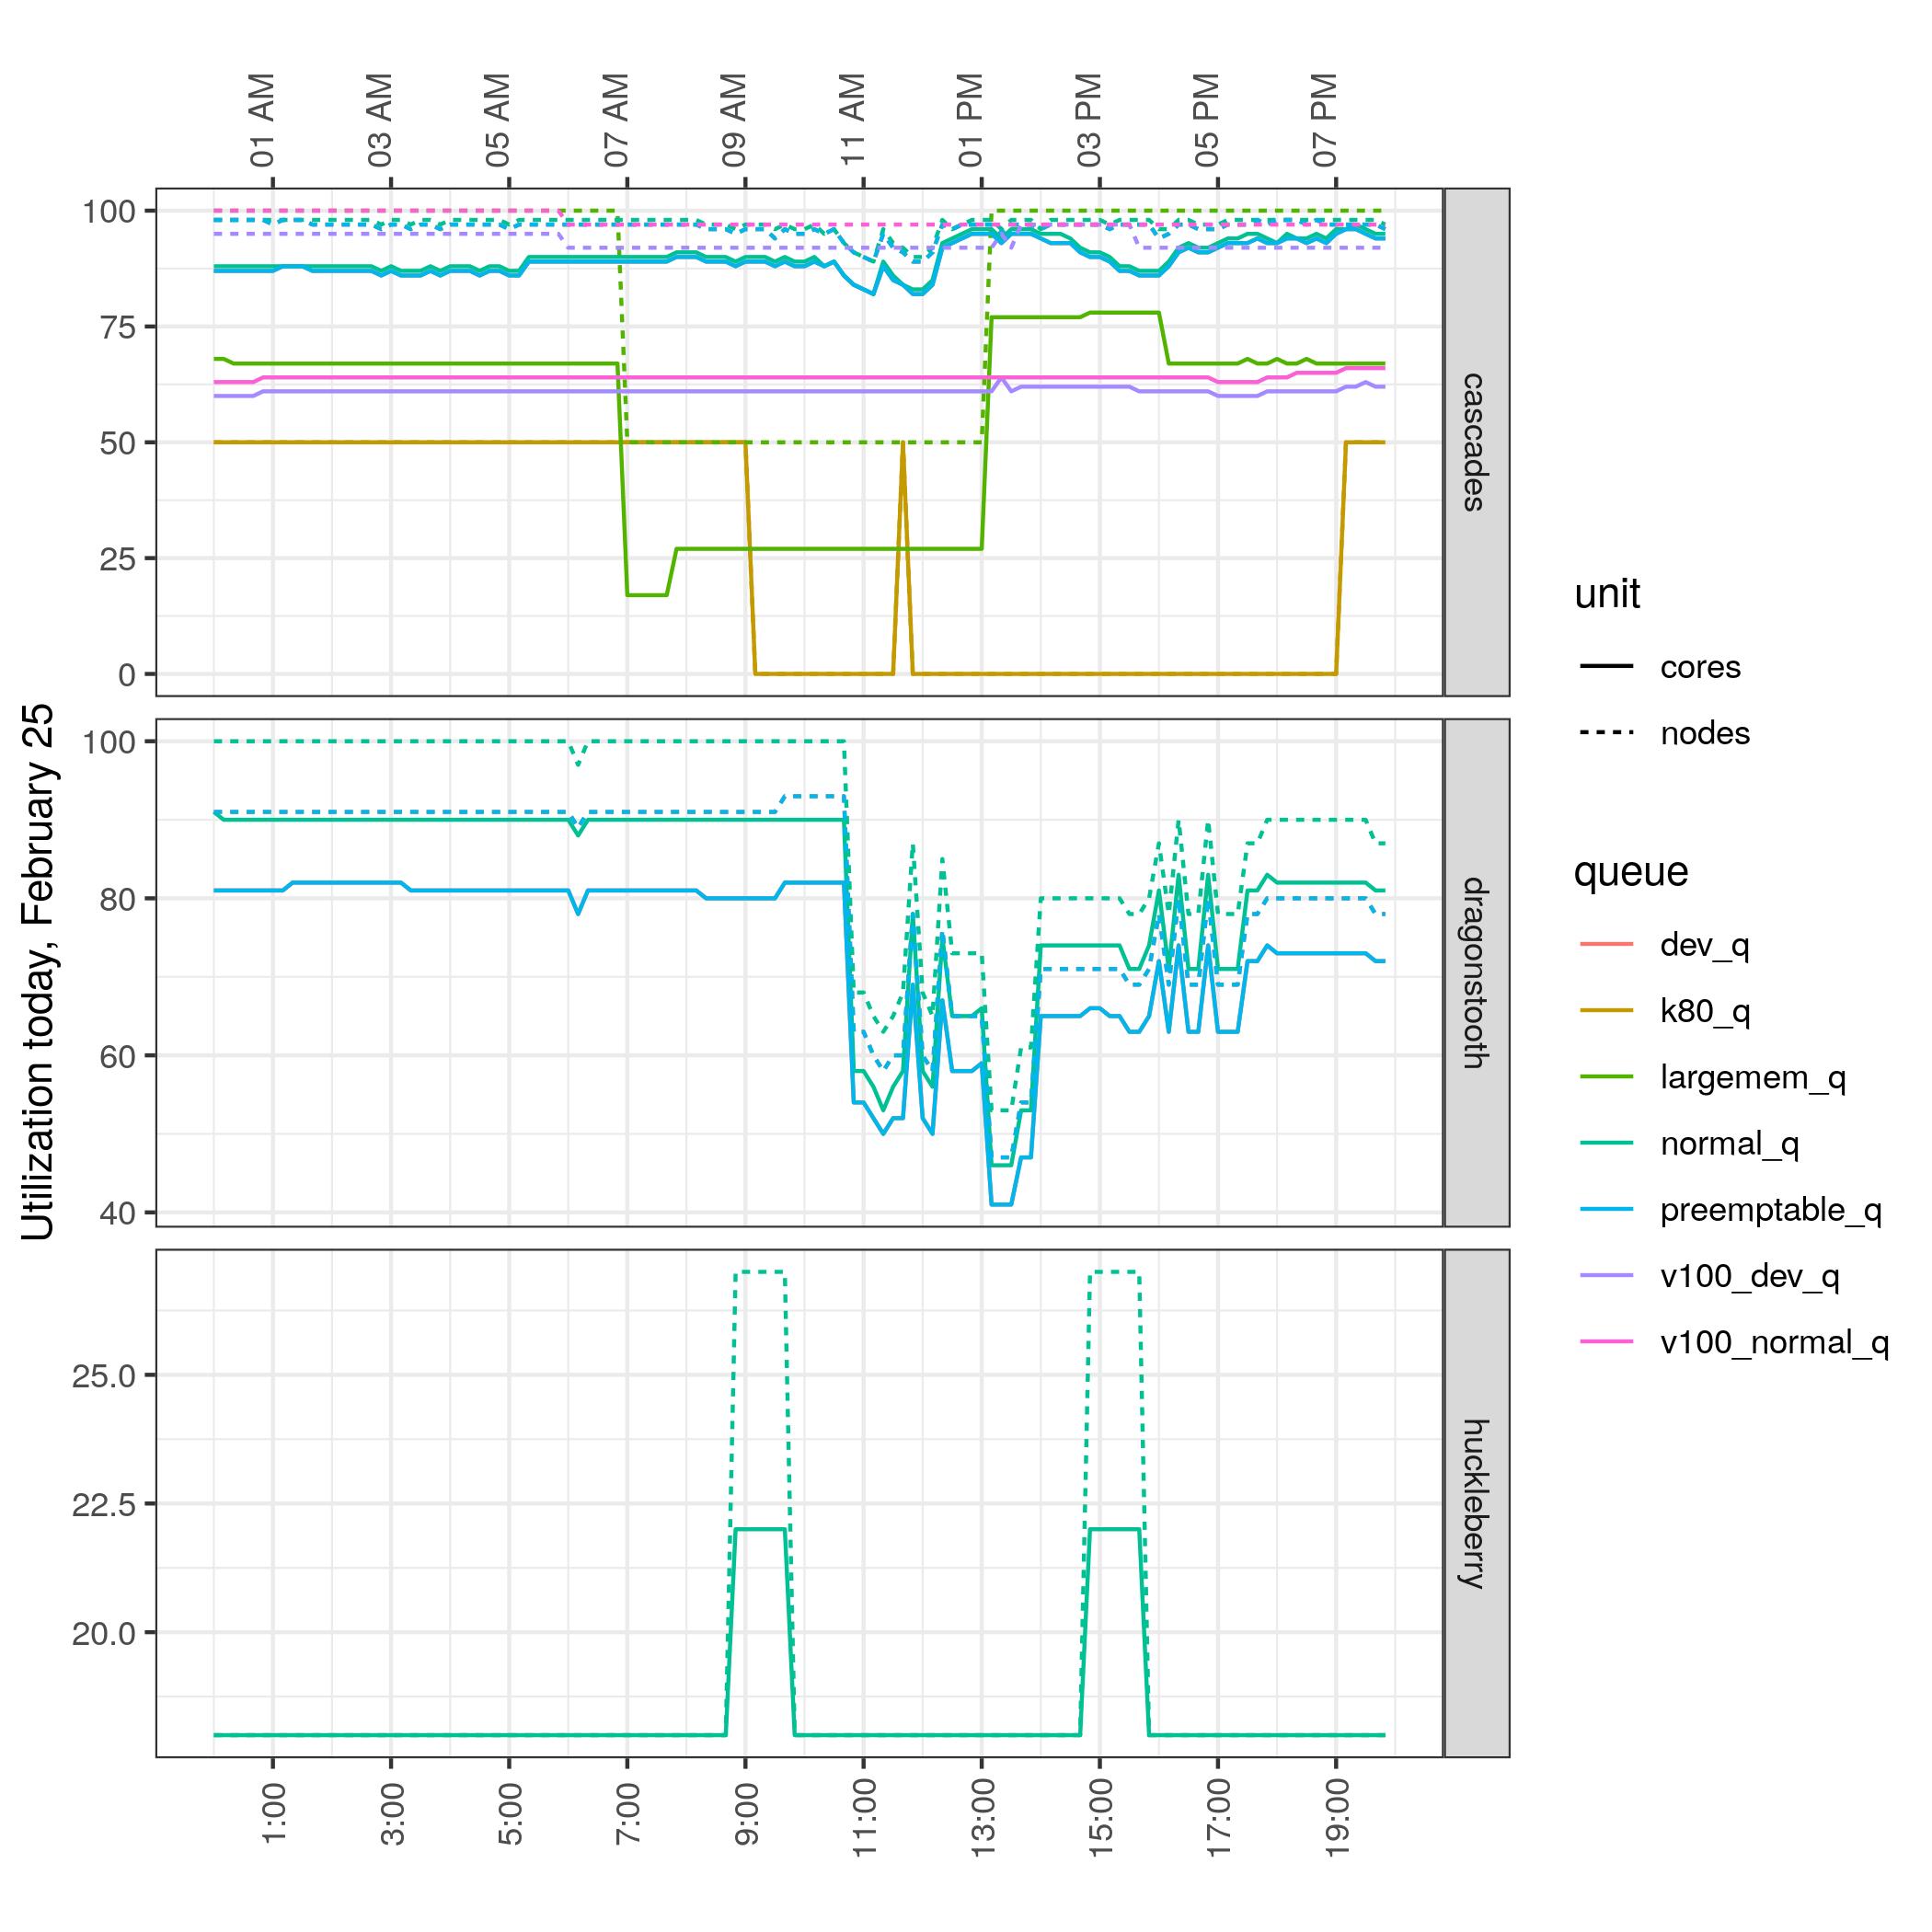 01 AM
03 AM
05 AM
07 AM
09 AM
11 AM
01 PM
03 PM
05 PM
07 PM
Utilization today, February 25
100
75
50
25
0
cascades
100
80
60
40
dragonstooth
25.0
22.5
20.0
huckleberry
1:00
3:00
5:00
7:00
9:00
11:00
13:00
15:00
17:00
19:00
unit
cores
nodes
queue
dev_q
k80_q
largemem_q
normal_q
preemptable_q
v100_dev_q
v100_normal_q